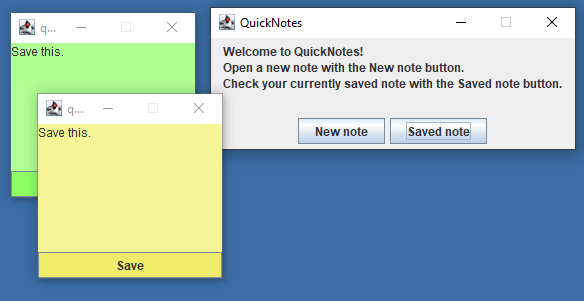 q...
Save this.
q...
Save this.
Save
QuickNotes
Welcome to QuickNotes!
Open a new note with the New note button.
Check your currently saved note with the Saved note button.
New note
Saved note